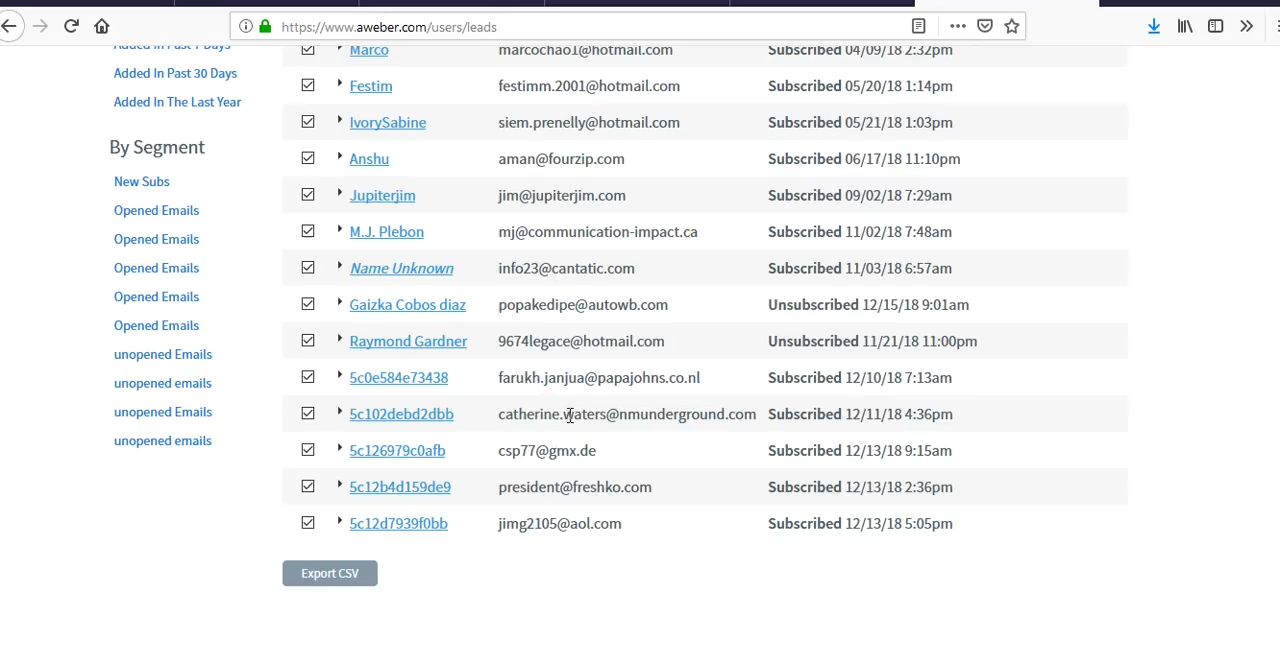 https://www.aweber.com/users/leads
Added In Past 7 Days
Added In Past 30 Days
Added In The Last Year
By Segment
New Subs
Opened Emails
Opened Emails
Opened Emails
Opened Emails
Opened Emails
unopened Emails
unopened emails
unopened Emails
unopened emails
Marco marcochao1@hotmail.com Subscribed 04/09/18 2:32pm
Festim festimm.2001@hotmail.com Subscribed 05/20/18 1:14pm
IvorySabine siem.prenelly@hotmail.com Subscribed 05/21/18 1:03pm
Anshu aman@fourzip.com Subscribed 06/17/18 11:10pm
Jupiterjim jim@jupiterjim.com Subscribed 09/02/18 7:29am
M.J. Plebon mj@communication-impact.ca Subscribed 11/02/18 7:48am
Name Unknown info23@cantatic.com Subscribed 11/03/18 6:57am
Gaizka Cobos diaz popakedipe@autowb.com Unsubscribed 12/15/18 9:01am
Raymond Gardner 9674legace@hotmail.com Unsubscribed 11/21/18 11:00pm
5c0e584e73438 farukh.janjua@papajohns.co.nl Subscribed 12/10/18 7:13am
5c102debd2dbb catherine.waters@nmunderground.com Subscribed 12/11/18 4:36pm
5c126979c0afb csp77@gmx.de Subscribed 12/13/18 9:15am
5c12b4d159de9 president@freshko.com Subscribed 12/13/18 2:36pm
5c12d7939f0bb jimg2105@aol.com Subscribed 12/13/18 5:05pm
Export CSV